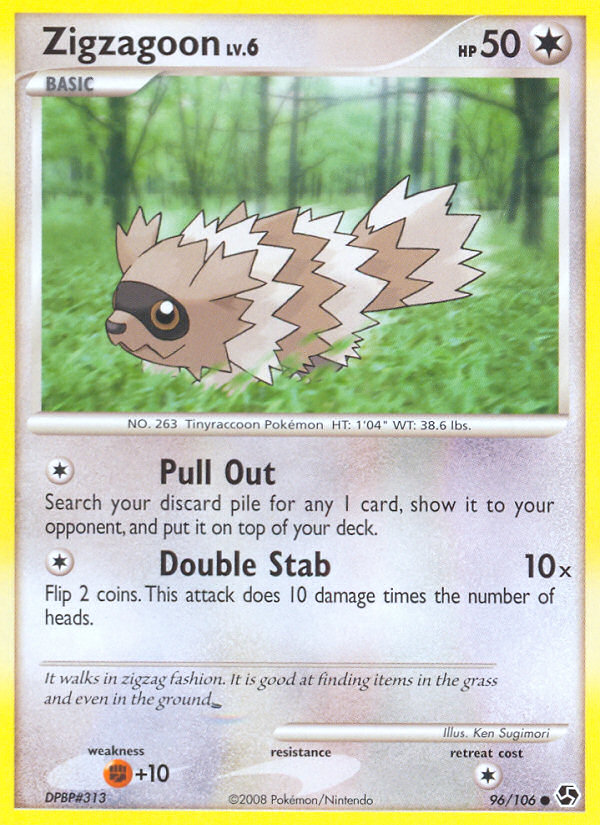 Zigzagoon LV.6
HP 50
BASIC
NO. 263 Tinyraccoon Pokémon HT: 1'04" WT: 38.6 lbs.
Pull Out
Search your discard pile for any 1 card, show it to your
opponent, and put it on top of your deck.
Double Stab 10x
Flip 2 coins. This attack does 10 damage times the number of
heads.
It walks in zigzag fashion. It is good at finding items in the grass
and even in the ground.
Illus. Ken Sugimori
weakness resistance retreat cost
+10
DPBP#313 ©2008 Pokémon/Nintendo 96/106